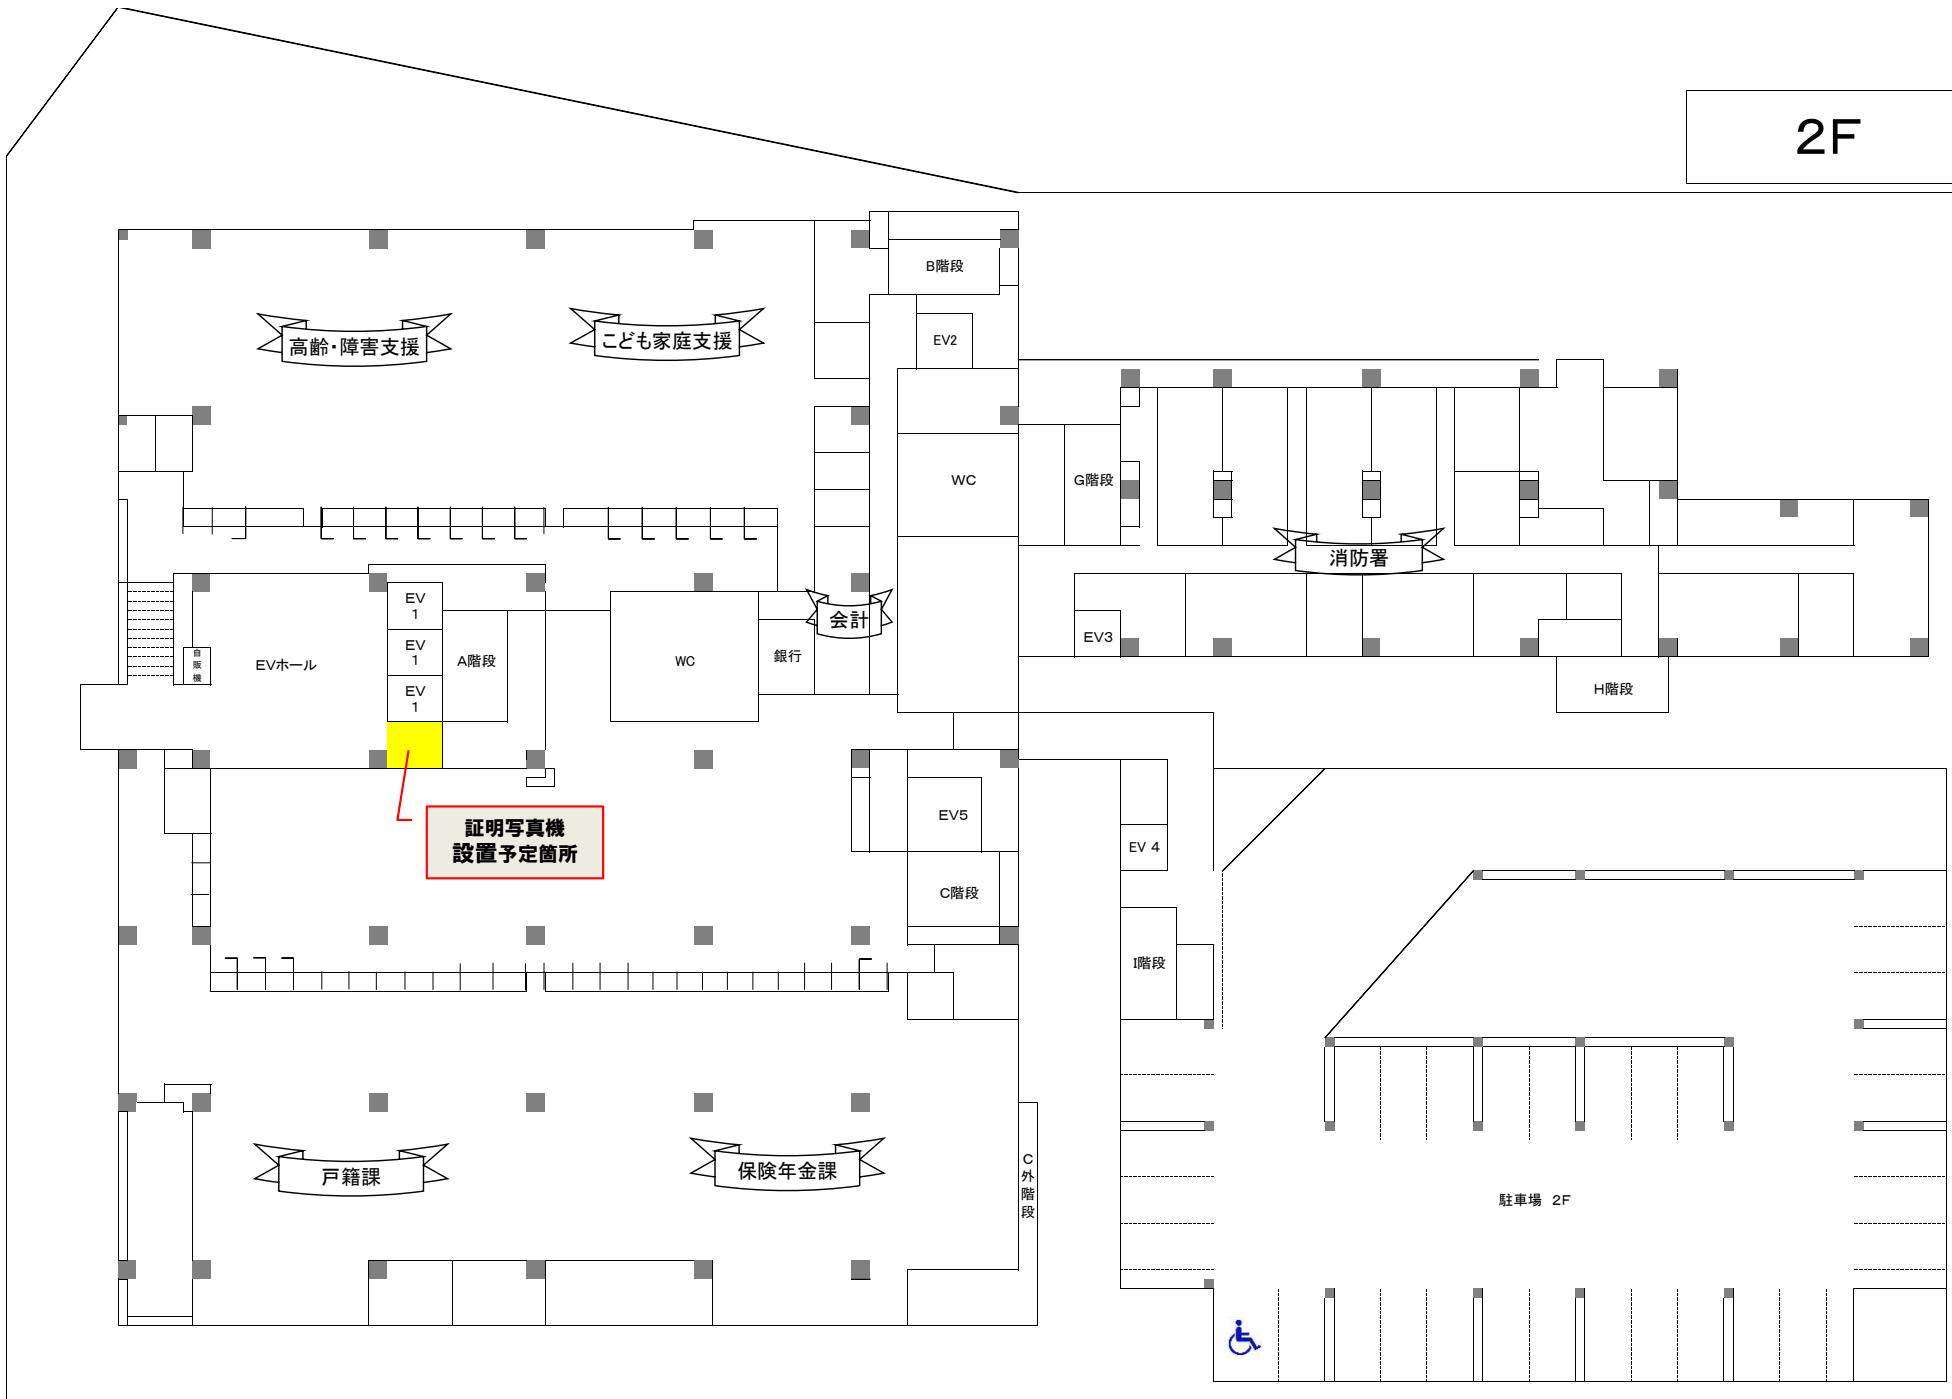 2F
B階段
高齢・障害支援
こども家庭支援
EV2
WC
G階段
消防署
EV
1
EV
1
EV
1
会計
EV3
自
販
機
EVホール
A階段
WC
銀行
H階段
証明写真機
設置予定箇所
EV5
EV 4
C階段
I階段
戸籍課
保険年金課
C
外
階
段
駐車場 2F